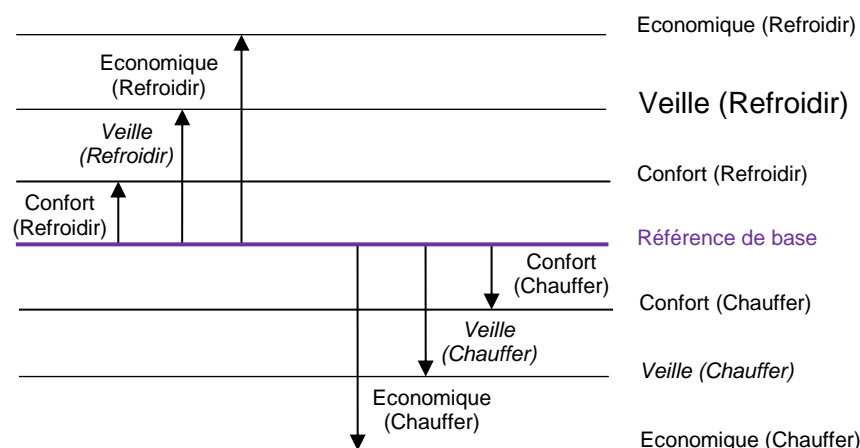 Economique (Refroidir)
Economique
(Refroidir)
Veille (Refroidir)
Veille
(Refroidir)
Confort (Refroidir)
Confort
(Refroidir)
Référence de base
Confort
(Chauffer)
Confort (Chauffer)
Veille
(Chauffer)
Veille (Chauffer)
Economique
(Chauffer)
Economique (Chauffer)